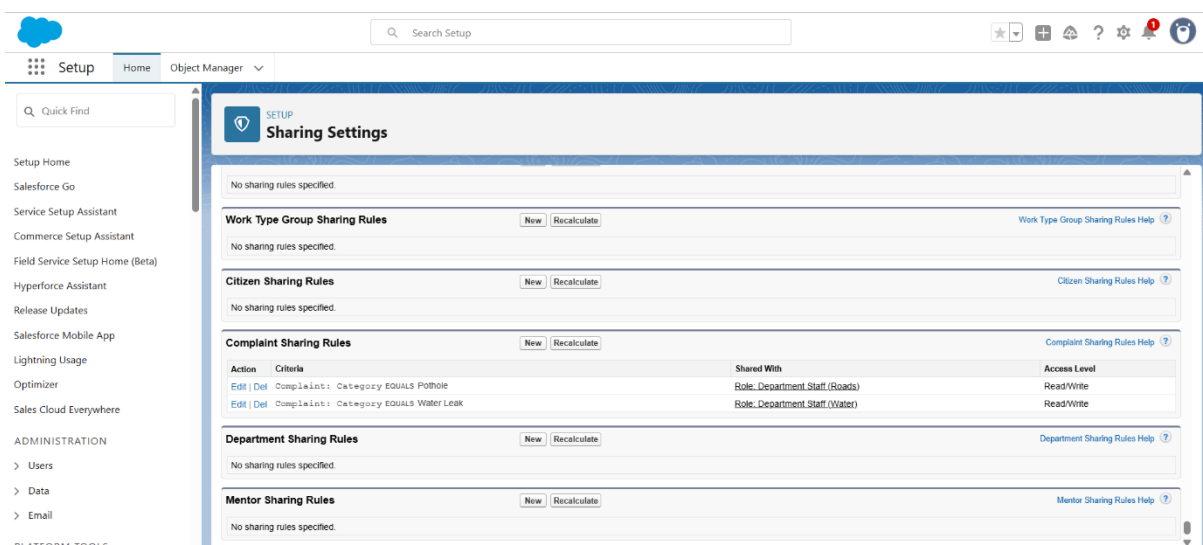 Search Setup
1
Setup Home Object Manager
Quick Find
Setup Home
Salesforce Go
Service Setup Assistant
Commerce Setup Assistant
Field Service Setup Home (Beta)
Hyperforce Assistant
Release Updates
Salesforce Mobile App
Lightning Usage
Optimizer
Sales Cloud Everywhere
ADMINISTRATION
Users
Data
Email
PLATFORM TOOLS
SETUP
Sharing Settings
No sharing rules specified.
Work Type Group Sharing Rules New Recalculate Work Type Group Sharing Rules Help ?
No sharing rules specified.
Citizen Sharing Rules New Recalculate Citizen Sharing Rules Help ?
No sharing rules specified.
Complaint Sharing Rules New Recalculate Complaint Sharing Rules Help ?
Action Criteria Shared With Access Level
Edit | Del Complaint: Category EQUALS Pothole Role: Department Staff (Roads) Read/Write
Edit | Del Complaint: Category EQUALS Water Leak Role: Department Staff (Water) Read/Write
Department Sharing Rules New Recalculate Department Sharing Rules Help ?
No sharing rules specified.
Mentor Sharing Rules New Recalculate Mentor Sharing Rules Help ?
No sharing rules specified.